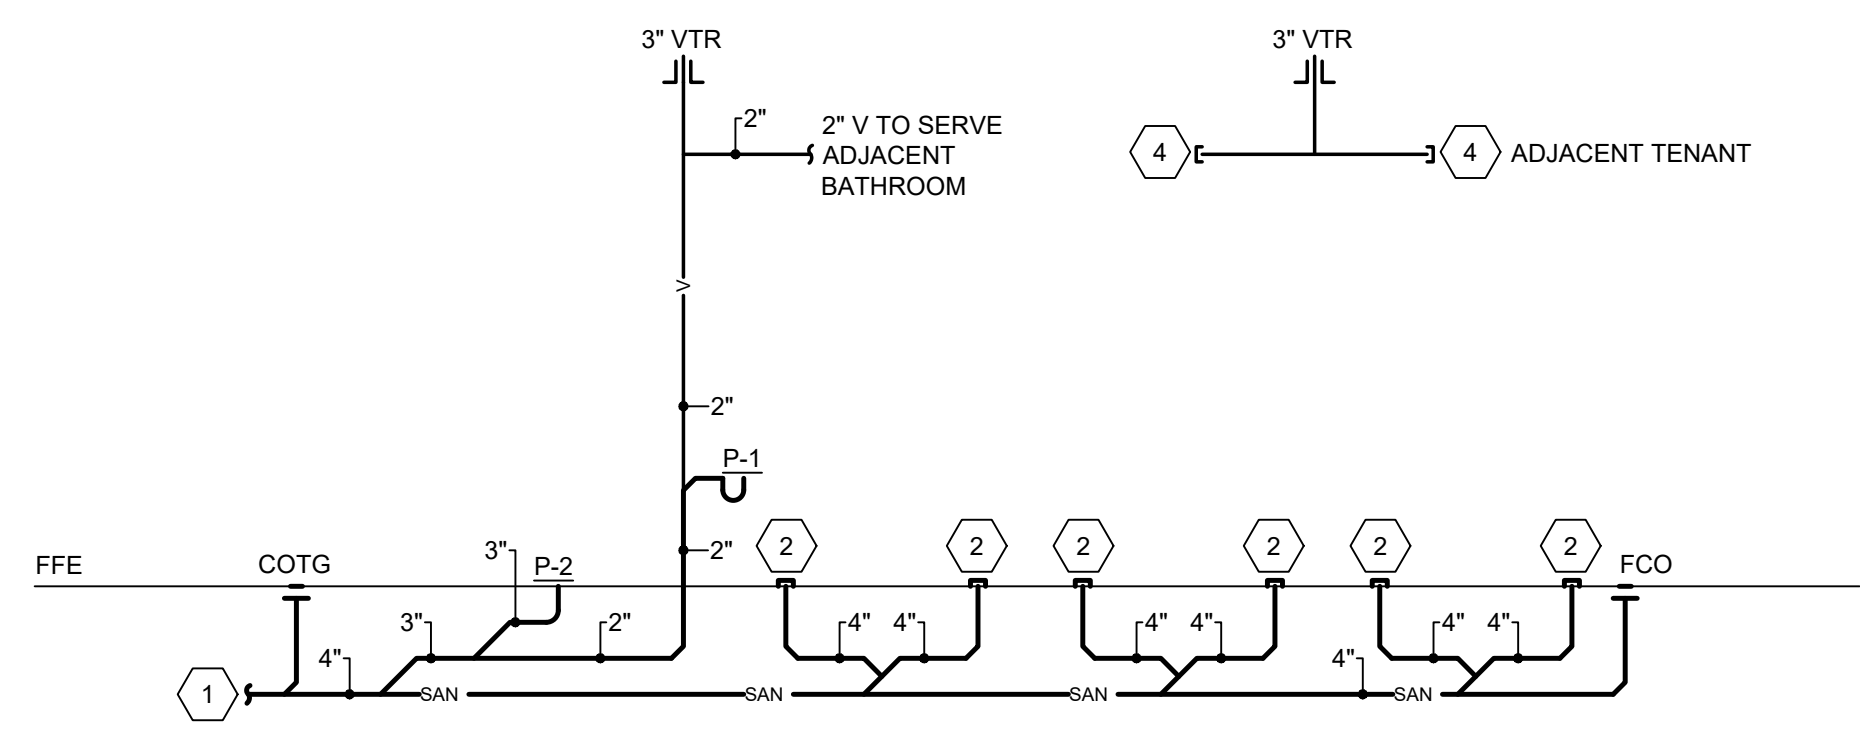 3" VTR
3" VTR
2"
2" V TO SERVE
ADJACENT
BATHROOM
4
4
ADJACENT TENANT
V
2"
P-1
2"
2
2
2
2
2
2
FFE
COTG
3"
P-2
FCO
3"
2"
4"
4"
4"
4"
4"
4"
4"
4"
1
SAN
SAN
SAN
SAN